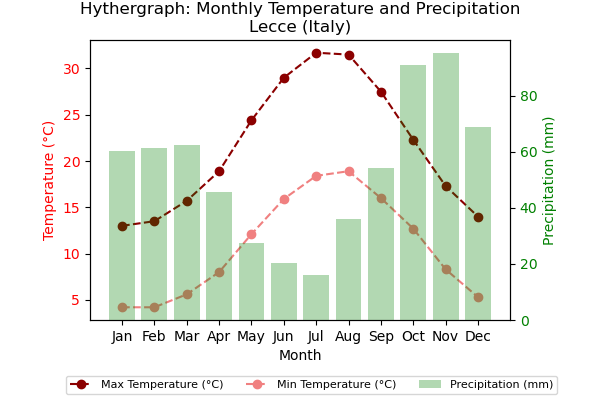 Hythergraph: Monthly Temperature and Precipitation
Lecce (Italy)
Temperature (°C)
30
25
20
15
10
5
Precipitation (mm)
80
60
40
20
0
Jan Feb Mar Apr May Jun Jul Aug Sep Oct Nov Dec
Month
Max Temperature (°C) Min Temperature (°C) Precipitation (mm)